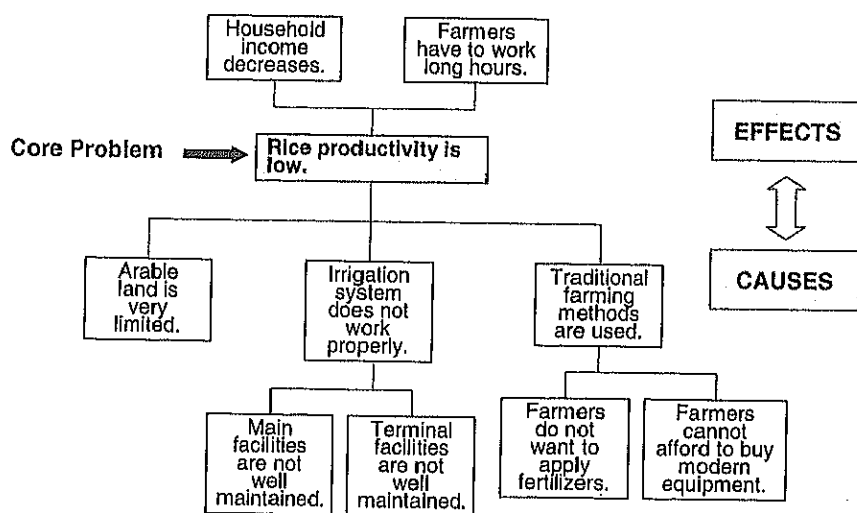 Household
income
decreases.
Farmers
have to work
long hours.
Core Problem
Rice productivity is
low.
EFFECTS
CAUSES
Arable
land is
very
limited.
Irrigation
system
does not
work
properly.
Traditional
farming
methods
are used.
Main
facilities
are not
well
maintained.
Terminal
facilities are
not well
maintained.
Farmers
do not
want to
apply
fertilizers.
Farmers
cannot
afford to buy
modern
equipment.